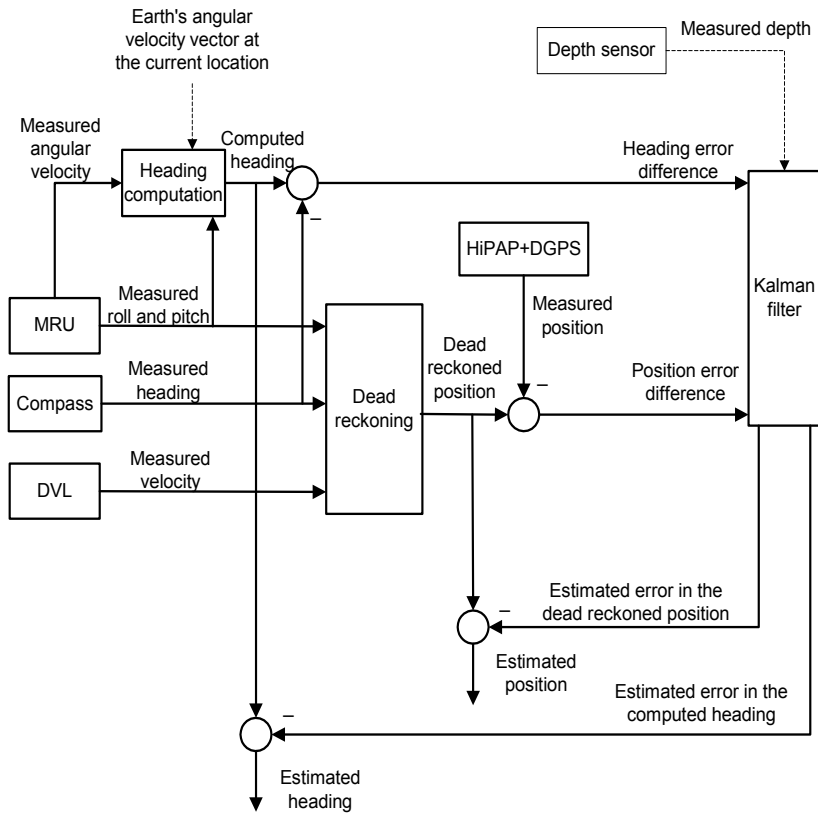 Earth's angular
velocity vector at
the current location
Measured depth
Depth sensor
Measured
angular
velocity
Computed
heading
Heading
computation
Heading error
difference
–
HiPAP+DGPS
Kalman
filter
MRU
Measured
roll and pitch
Measured
position
Dead
reckoned
position
–
Position error
difference
Compass
Measured
heading
Dead
reckoning
DVL
Measured
velocity
Estimated error in the
dead reckoned position
–
Estimated
position
Estimated error in the
computed heading
–
Estimated
heading